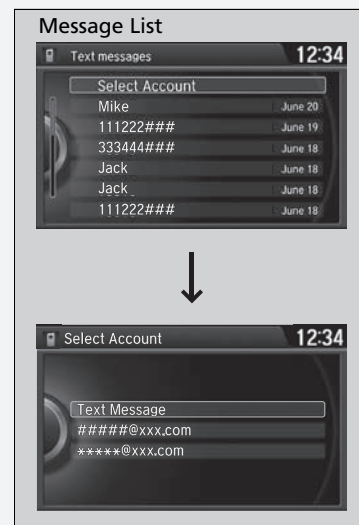 Message List
Text messages 12:34
Select Account
Mike June 20
111222### June 19
333444### June 18
Jack June 18
Jack June 18
111222### June 18
Select Account 12:34
Text Message
#####@xxx.com
*****@xxx.com